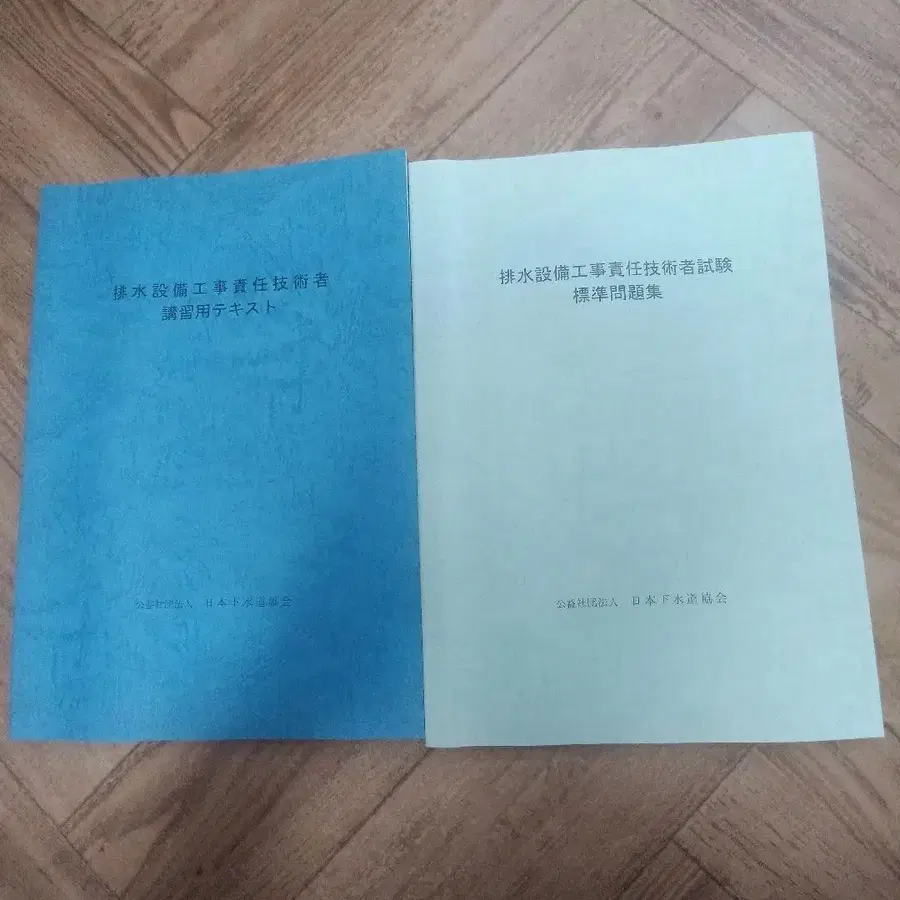 排水設備工事責任技術者
講習用テキスト
公益社団法人 日本下水道協会
排水設備工事責任技術者試験
標準問題集
公益社団法人 日本下水道協会